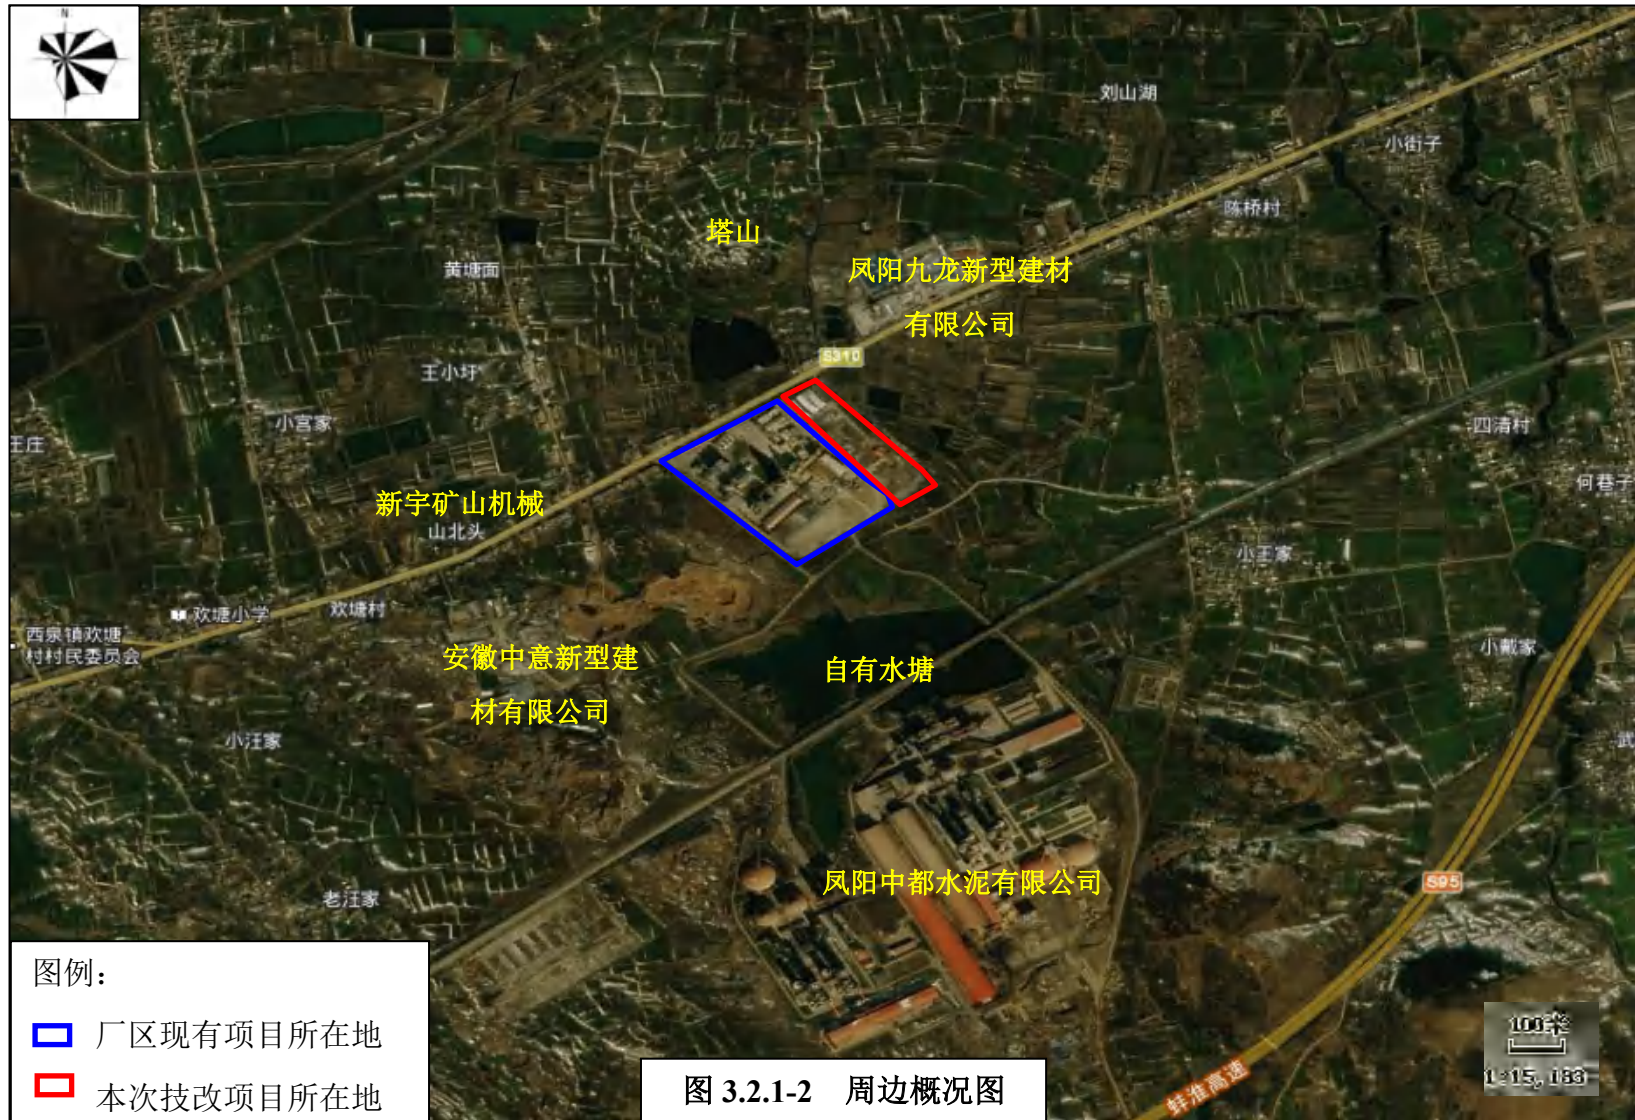 N
刘山湖
小街子
陈桥村
塔山
凤阳九龙新型建材
有限公司
黄塘面
S310
王小圩
小宫家
王庄
四清村
何巷子
新宇矿山机械
山北头
小王家
欢塘小学
欢塘村
西泉镇欢塘
村村民委员会
安徽中意新型建
材有限公司
自有水塘
小戴家
小汪家
武
凤阳中都水泥有限公司
S95
老汪家
图例：
厂区现有项目所在地
本次技改项目所在地
图 3.2.1-2 周边概况图
蚌淮高速
100米
1:15,183